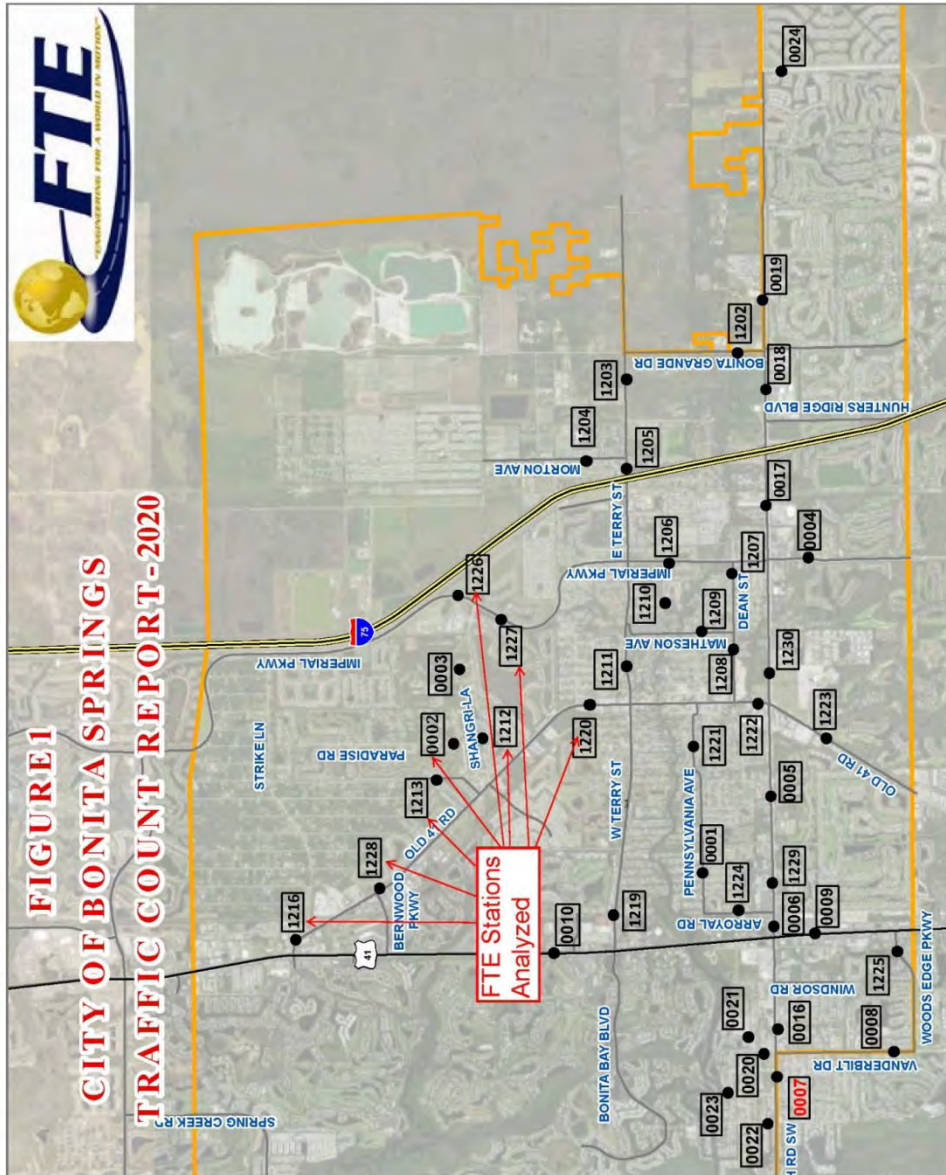 FIGURE 1
CITY OF BONITA SPRINGS
TRAFFIC COUNT REPORT - 2020
FTE
"ENGINEERING FOR A WORLD IN MOTION"
FTE Stations
Analyzed
75
41
IMPERIAL PKWY
STRIKE LN
PARADISE RD
SHANGRI-LA
SPRING CREEK RD
BERNWOOD
PKWY
OLD 41 RD
MORTON AVE
E TERRY ST
W TERRY ST
IMPERIAL PKWY
BONITA BAY BLVD
MATHESON AVE
DEAN ST
PENNSYLVANIA AVE
ARROYAL RD
BONITA GRANDE DR
HUNTERS RIDGE BLVD
OLD 41 RD
WINDSOR RD
VANDERBILT DR
WOODS EDGE PKWY
H RD SW
1216
1228
1213
0002
0003
1212
1226
1227
1220
1211
0010
1219
1204
1203
1205
1206
1210
1209
1208
1207
1221
0001
1224
1202
0019
0018
0024
0017
0004
1230
1222
1223
0005
1229
0006
0009
1225
0021
0016
0008
0020
0023
0007
0022